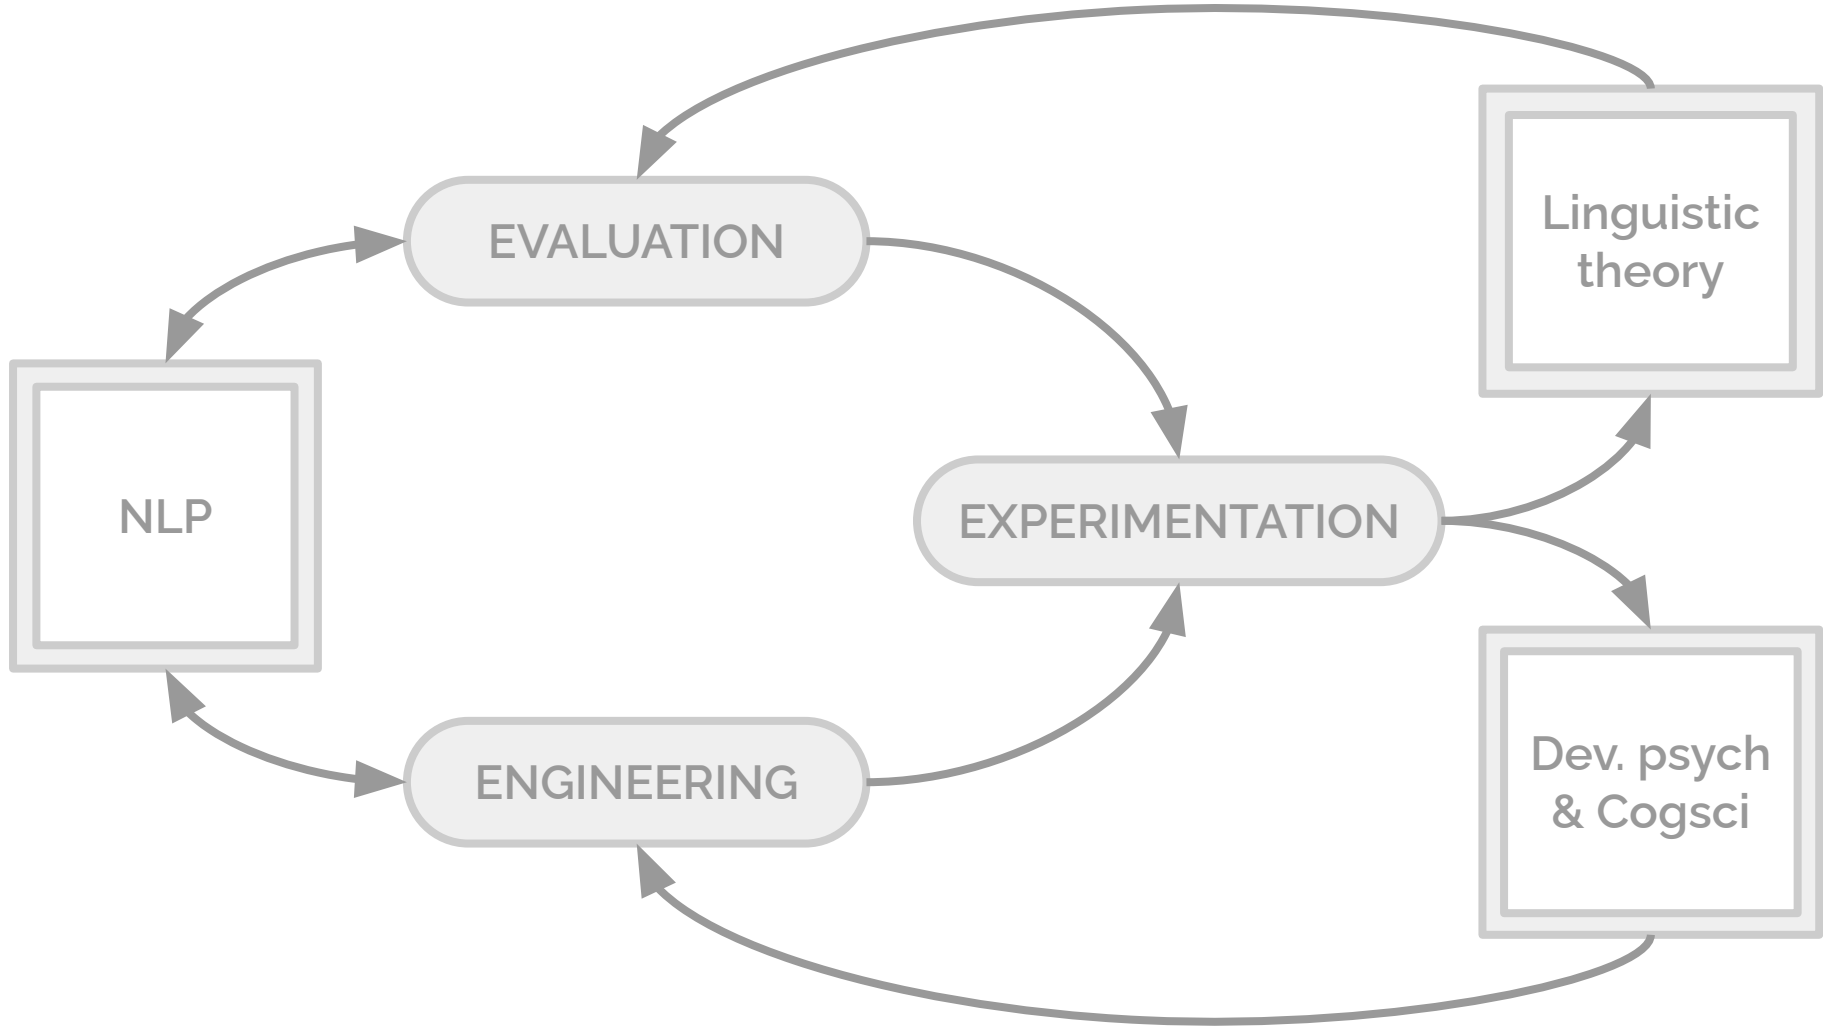 EVALUATION
Linguistic
theory
NLP
EXPERIMENTATION
ENGINEERING
Dev. psych
& Cogsci